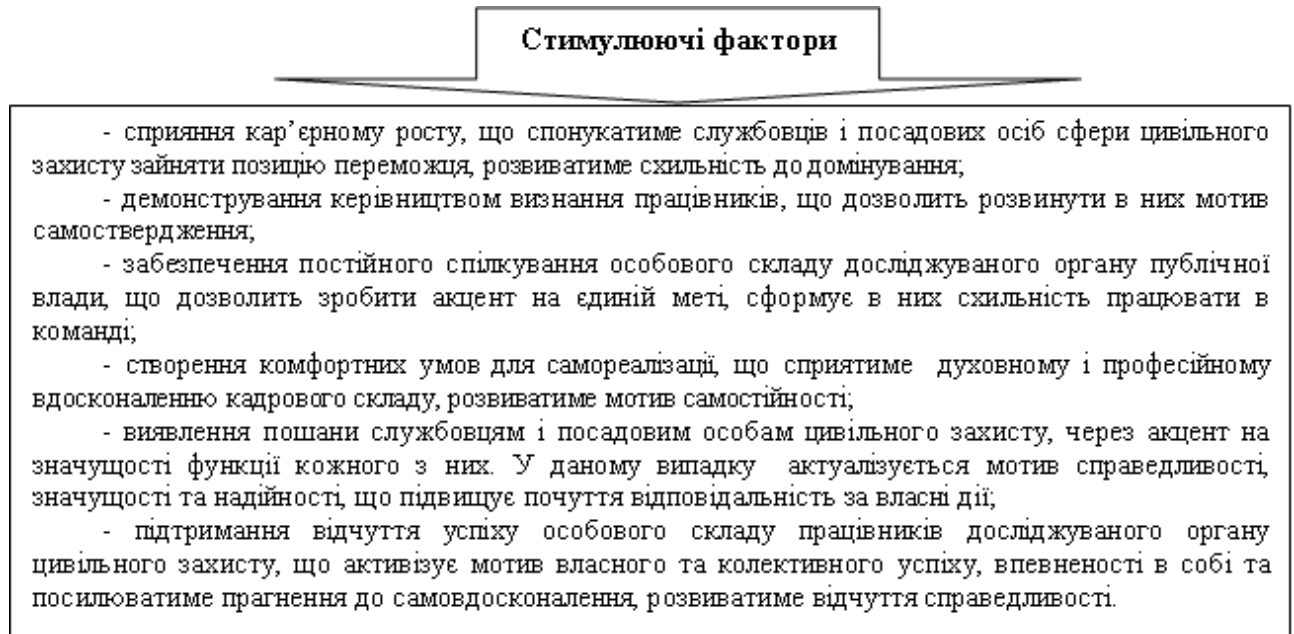 Стимулюючі фактори
- сприяння кар’єрному росту, що спонукатиме службовців і посадових осіб сфери цивільного
захисту зайняти позицію переможця, розвиватиме схильність до домінування;
- демонстрування керівництвом визнання працівників, що дозволить розвинути в них мотив
самоствердження;
- забезпечення постійного спілкування особового складу досліджуваного органу публічної
влади, що дозволить зробити акцент на єдиній меті, сформує в них схильність працювати в
команді;
- створення комфортних умов для самореалізації, що сприятиме духовному і професійному
вдосконаленню кадрового складу, розвиватиме мотив самостійності;
- виявлення пошани службовцям і посадовим особам цивільного захисту, через акцент на
значущості функції кожного з них. У даному випадку актуалізується мотив справедливості,
значущості та надійності, що підвищує почуття відповідальність за власні дії;
- підтримання відчуття успіху особового складу працівників досліджуваного органу
цивільного захисту, що активізує мотив власного та колективного успіху, впевненості в собі та
посилюватиме прагнення до самовдосконалення, розвиватиме відчуття справедливості.